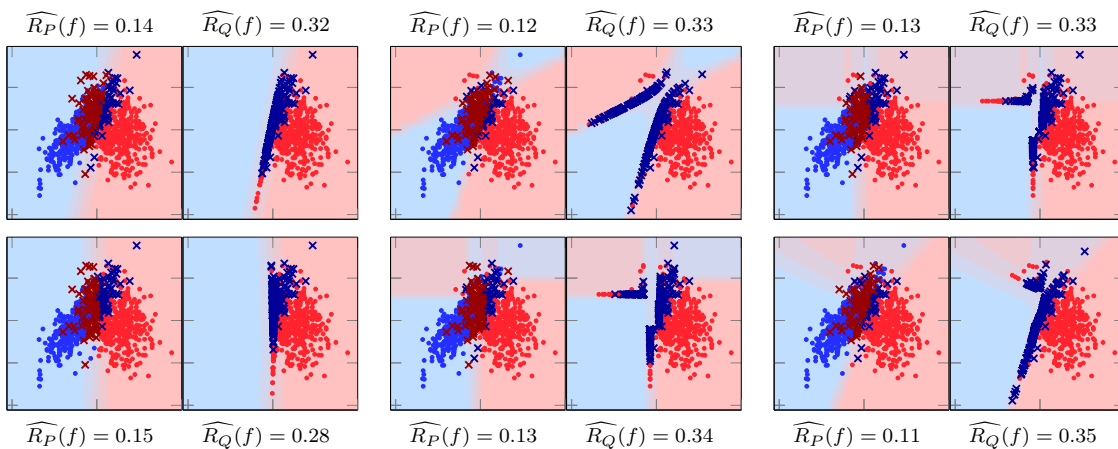 $\widehat{R_P}(f) = 0.14$ $\widehat{R_Q}(f) = 0.32$ $\widehat{R_P}(f) = 0.12$ $\widehat{R_Q}(f) = 0.33$ $\widehat{R_P}(f) = 0.13$ $\widehat{R_Q}(f) = 0.33$
$\widehat{R_P}(f) = 0.15$ $\widehat{R_Q}(f) = 0.28$ $\widehat{R_P}(f) = 0.13$ $\widehat{R_Q}(f) = 0.34$ $\widehat{R_P}(f) = 0.11$ $\widehat{R_Q}(f) = 0.35$